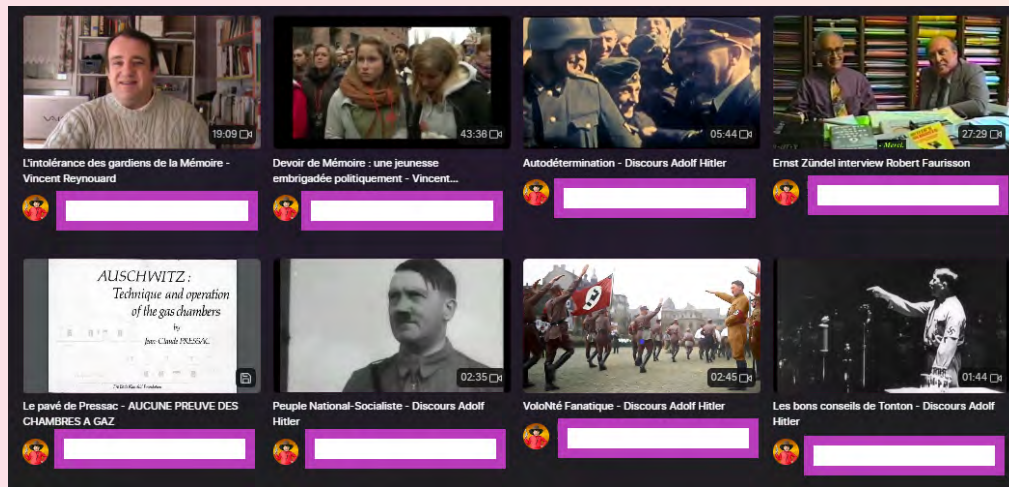 19:09
43:38
05:44
- Merci.
27:29
L'intolérance des gardiens de la Mémoire -
Vincent Reynouard
Devoir de Mémoire : une jeunesse
embrigadée politiquement - Vincent...
Autodétermination - Discours Adolf Hitler
Ernst Zündel interview Robert Faurisson
AUSCHWITZ :
Technique and operation
of the gas chambers
by
Jean-Claude PRESSAC
02:35
02:45
01:44
Le pavé de Pressac - AUCUNE PREUVE DES
CHAMBRES A GAZ
Peuple National-Socialiste - Discours Adolf
Hitler
VoloNté Fanatique - Discours Adolf Hitler
Les bons conseils de Tonton - Discours Adolf
Hitler